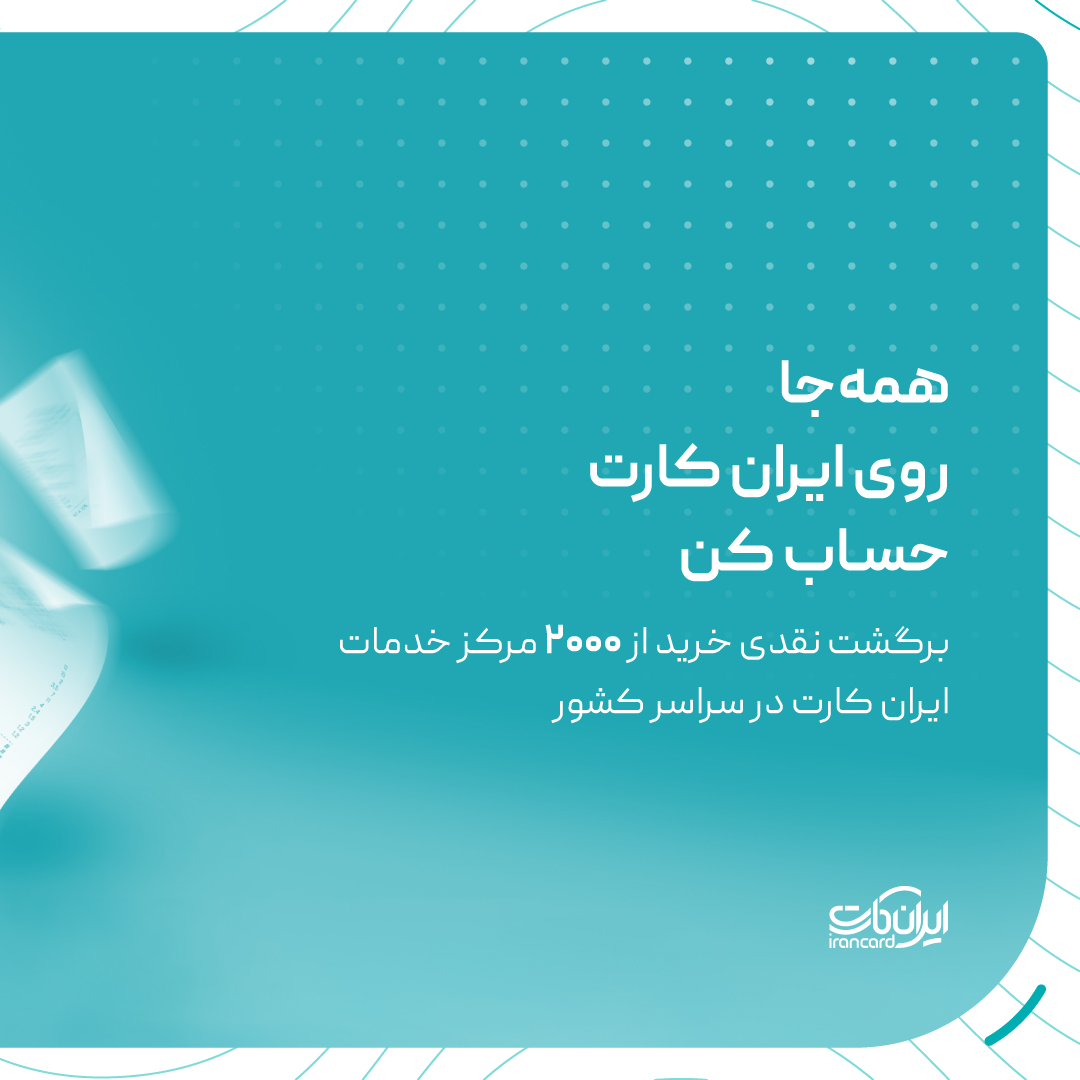 همه‌جا
روی ایران کارت
حساب کن
برگشت نقدی خرید از ۲۰۰۰ مرکز خدمات
ایران کارت در سراسر کشور
ایران کارت
irancard